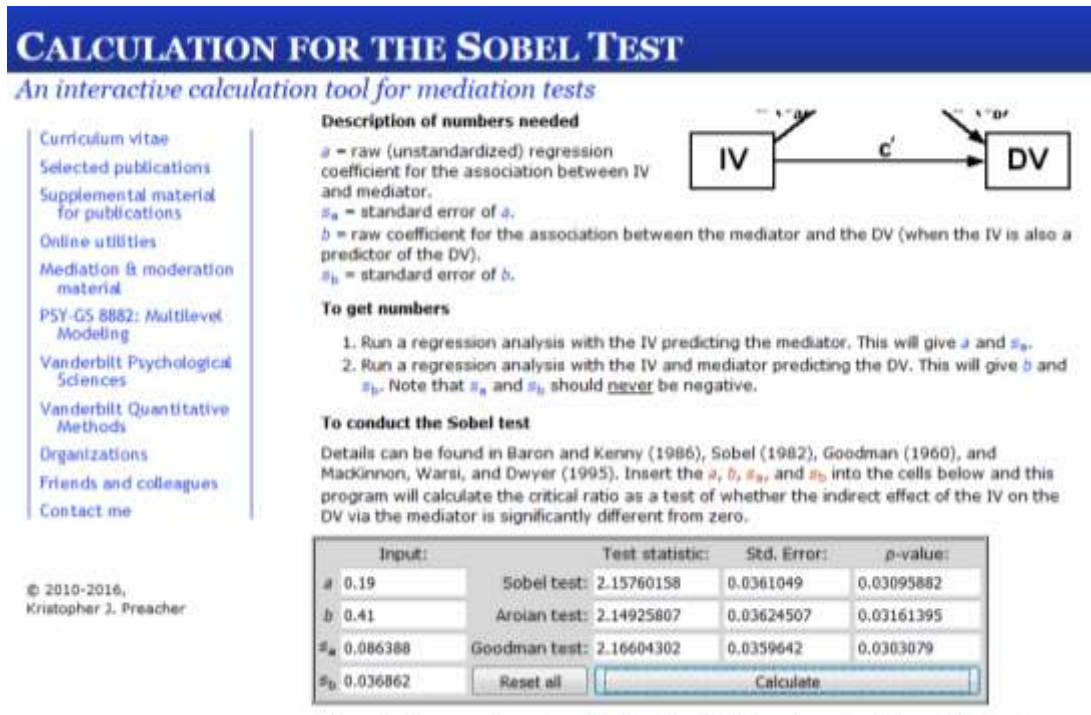 CALCULATION FOR THE SOBEL TEST
An interactive calculation tool for mediation tests
Curriculum vitae
Selected publications
Supplemental material
for publications
Online utilities
Mediation & moderation
material
PSY-GS 8882: Multilevel
Modeling
Vanderbilt Psychological
Sciences
Vanderbilt Quantitative
Methods
Organizations
Friends and colleagues
Contact me
© 2010-2016,
Kristopher J. Preacher
Description of numbers needed
a = raw (unstandardized) regression
coefficient for the association between IV
and mediator.
sa = standard error of a.
b = raw coefficient for the association between the mediator and the DV (when the IV is also a
predictor of the DV).
sb = standard error of b.
IV
c'
DV
To get numbers
1. Run a regression analysis with the IV predicting the mediator. This will give a and sa.
2. Run a regression analysis with the IV and mediator predicting the DV. This will give b and
sb. Note that sa and sb should never be negative.
To conduct the Sobel test
Details can be found in Baron and Kenny (1986), Sobel (1982), Goodman (1960), and
MacKinnon, Warsi, and Dwyer (1995). Insert the a, b, sa, and sb into the cells below and this
program will calculate the critical ratio as a test of whether the indirect effect of the IV on the
DV via the mediator is significantly different from zero.
Input: Test statistic: Std. Error: p-value:
a 0.19 Sobel test: 2.15760158 0.0361049 0.03095882
b 0.41 Aroian test: 2.14925807 0.03624507 0.03161395
sa 0.086388 Goodman test: 2.16604302 0.0359642 0.0303079
sb 0.036862 Reset all Calculate